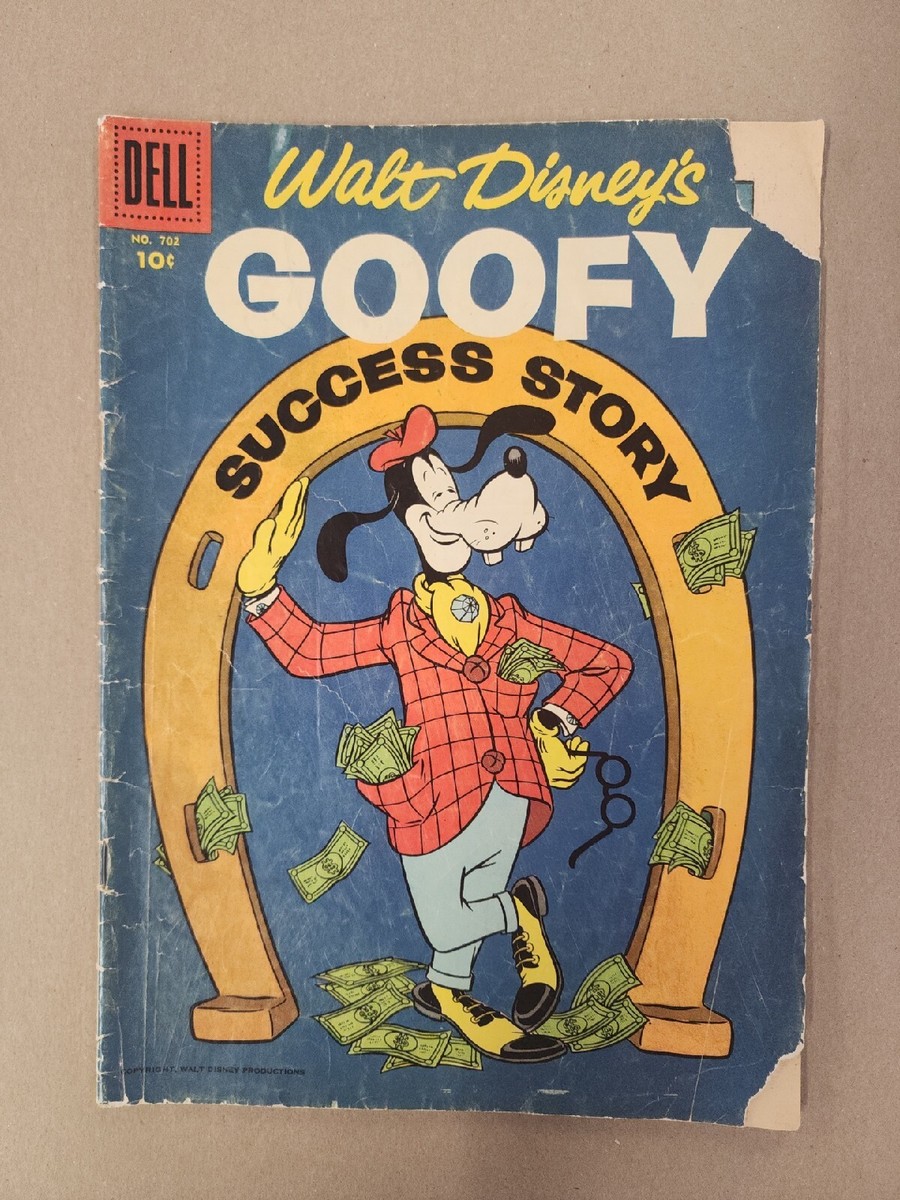 DELL
NO. 702
10¢
Walt Disney's
GOOFY
SUCCESS STORY
COPYRIGHT, WALT DISNEY PRODUCTIONS